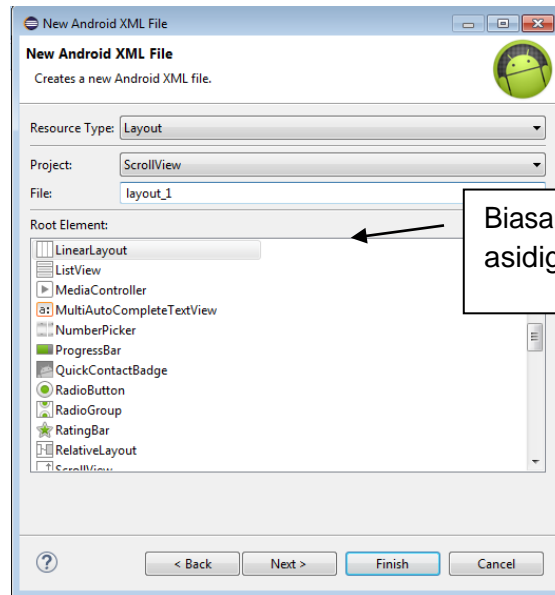 New Android XML File
New Android XML File
Creates a new Android XML file.
Resource Type: Layout
Project: ScrollView
File: layout_1
Root Element:
LinearLayout
ListView
MediaController
MultiAutoCompleteTextView
NumberPicker
ProgressBar
QuickContactBadge
RadioButton
RadioGroup
RatingBar
RelativeLayout
ScrollView
Biasa
asidig
< Back Next > Finish Cancel